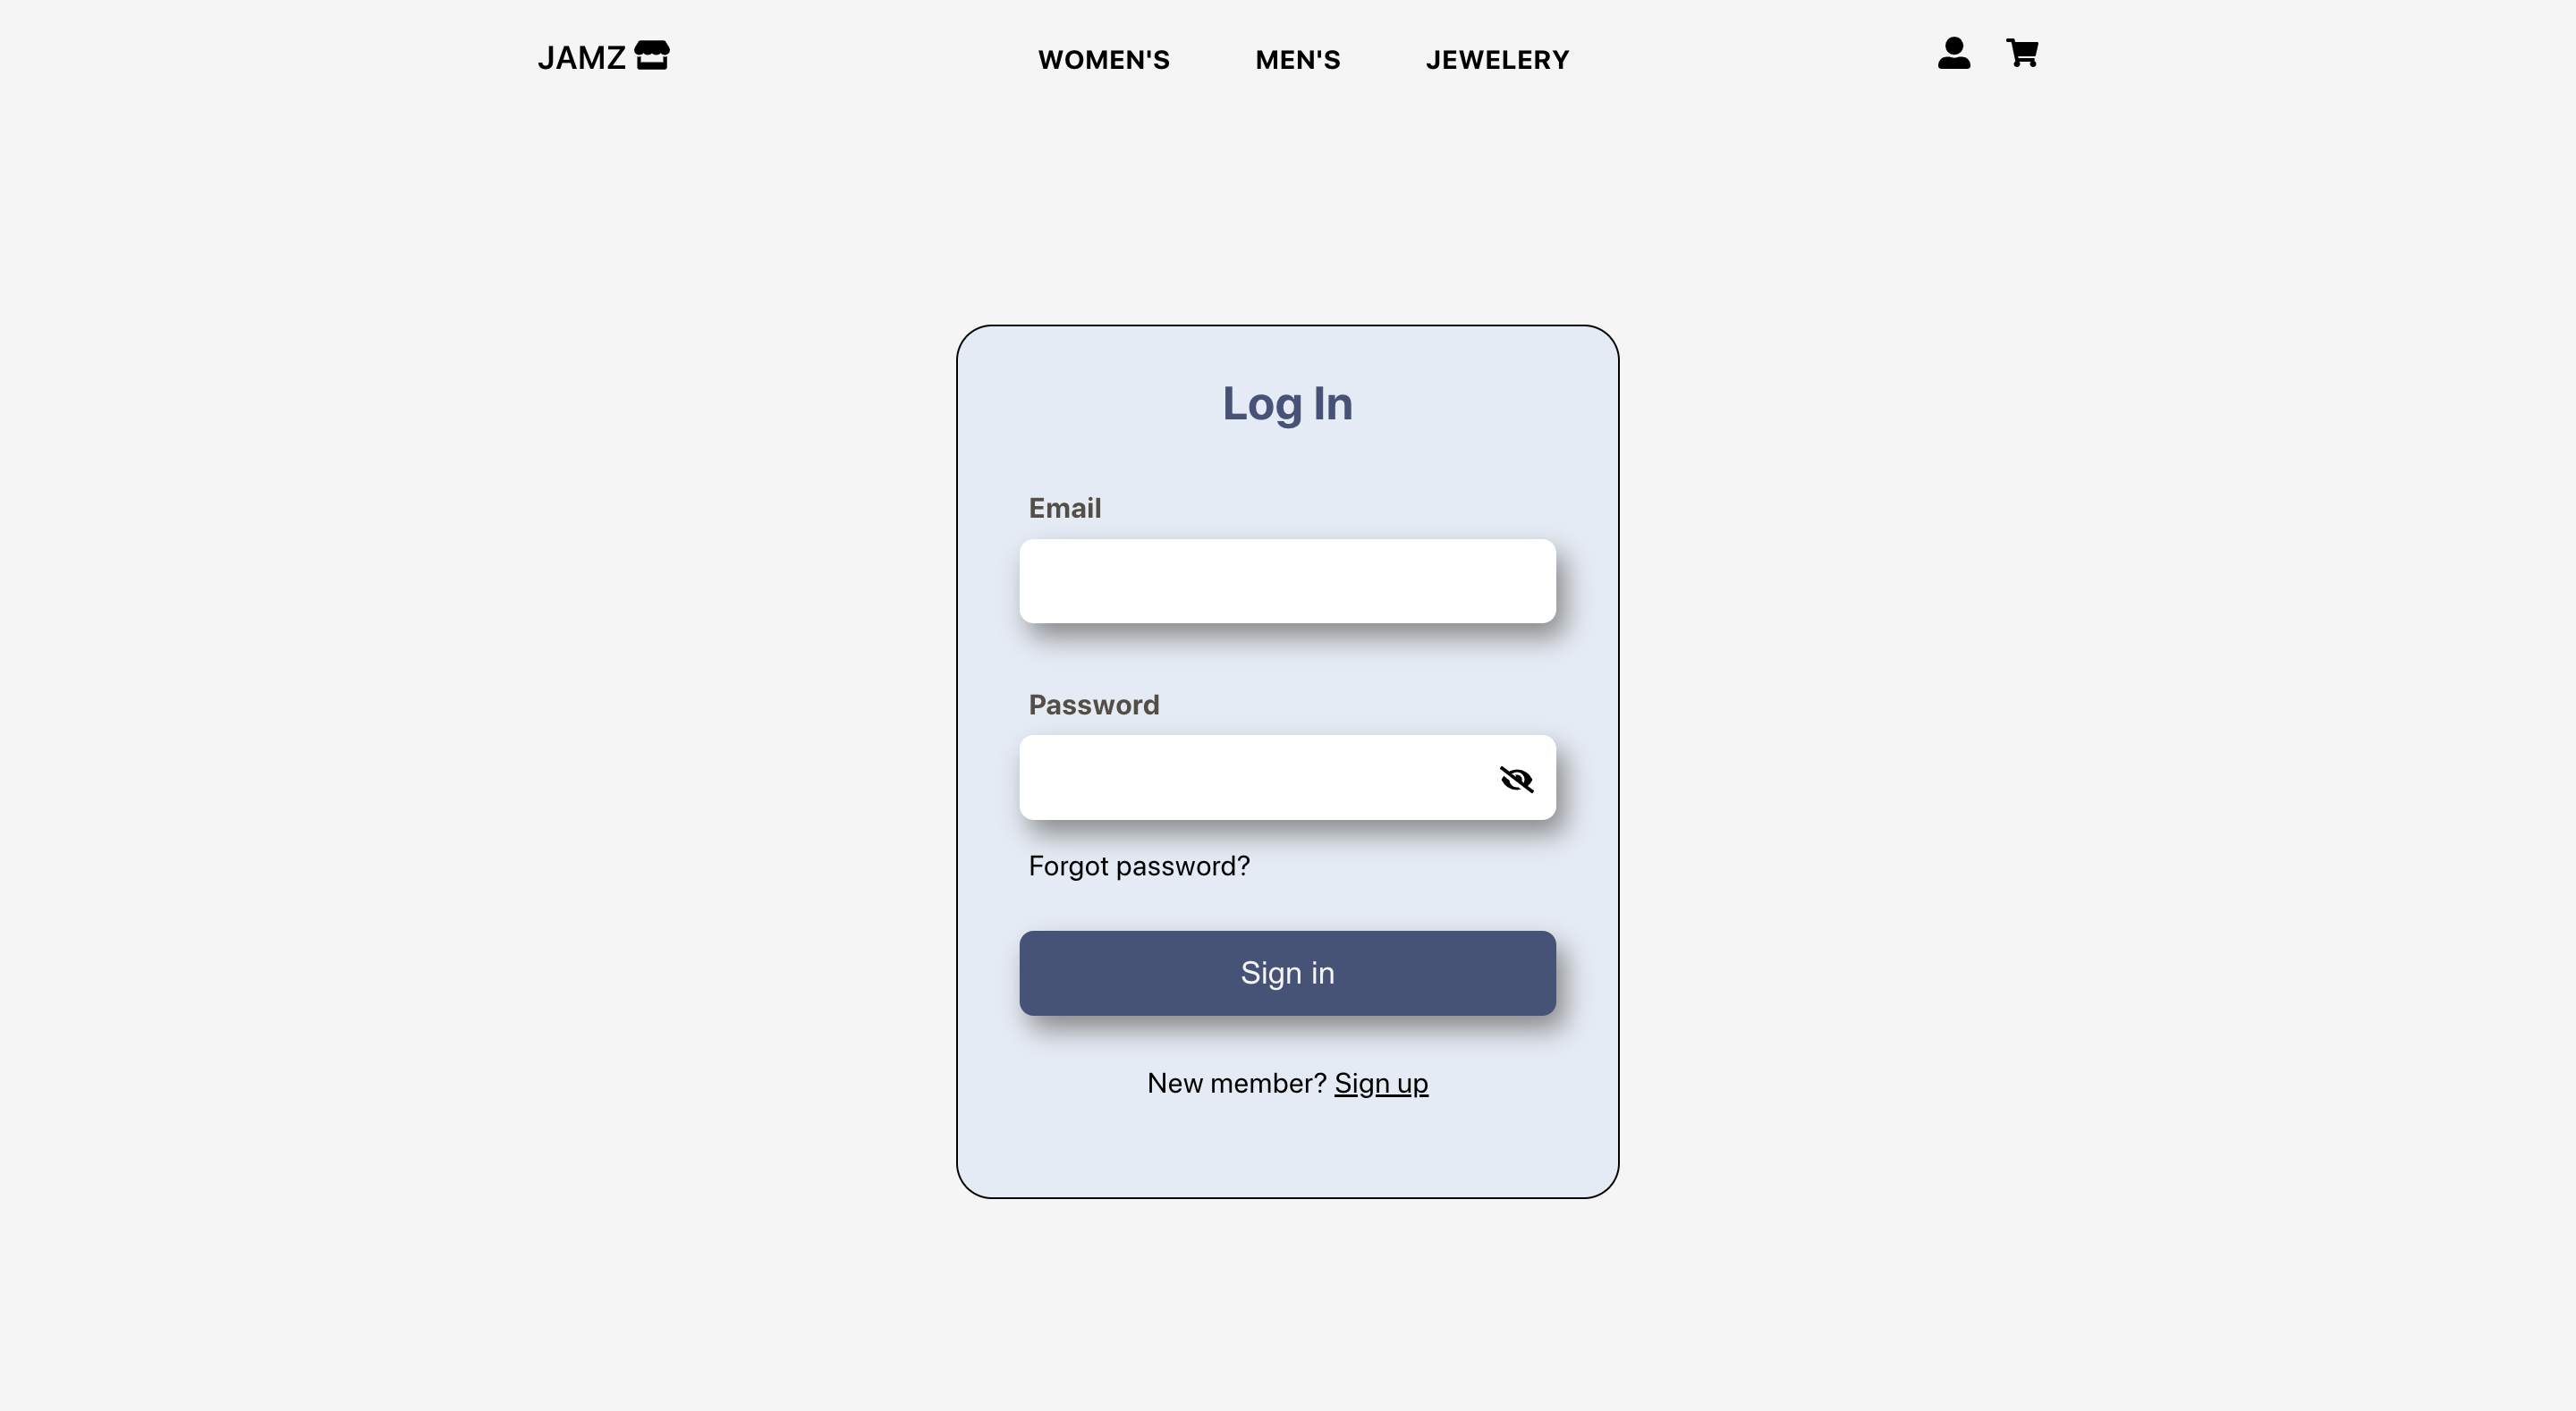 JAMZ
WOMEN'S MEN'S JEWELERY
Log In
Email
Password
Forgot password?
Sign in
New member? Sign up